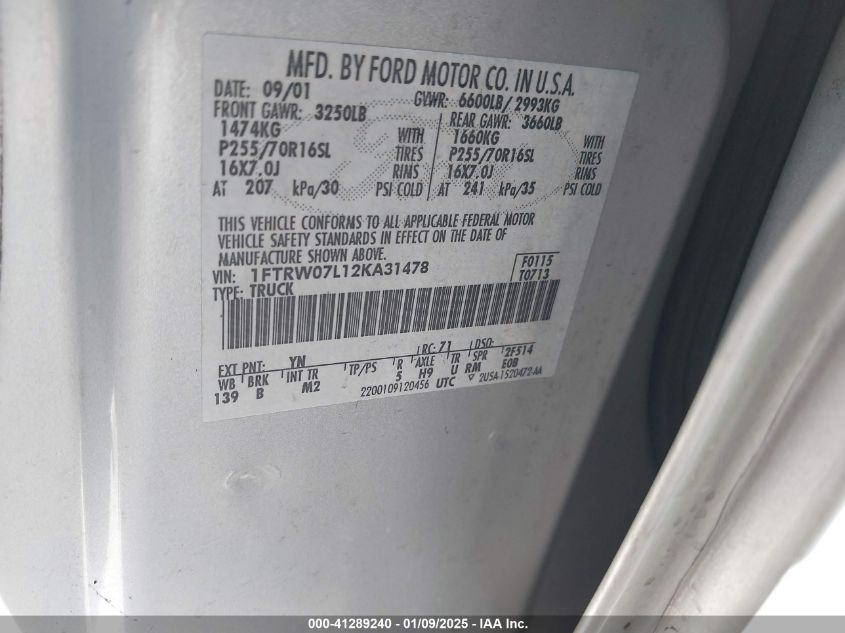 MFD. BY FORD MOTOR CO. IN U.S.A.
DATE: 09/01 GVWR: 6600LB/ 2993KG
FRONT GAWR: 3250LB REAR GAWR: 3660LB
1474KG WITH 1660KG WITH
P255/70R16SL TIRES P255/70R16SL TIRES
16X7.0J RIMS 16X7.0J RIMS
AT 207 kPa/30 PSI COLD AT 241 kPa/35 PSI COLD
THIS VEHICLE CONFORMS TO ALL APPLICABLE FEDERAL MOTOR
VEHICLE SAFETY STANDARDS IN EFFECT ON THE DATE OF
MANUFACTURE SHOWN ABOVE.
VIN: 1FTRW07L12KA31478 F0115
TYPE: TRUCK T0713
EXT PNT: YN RC: 71 DSO: 2F514
WB BRK INT TR TP/PS R AXLE TR SPR E0B
139 B M2 5 H9 U RM
2200109120456 UTC 2U5A-1520472-AA
000-41289240 - 01/09/2025 - IAA Inc.